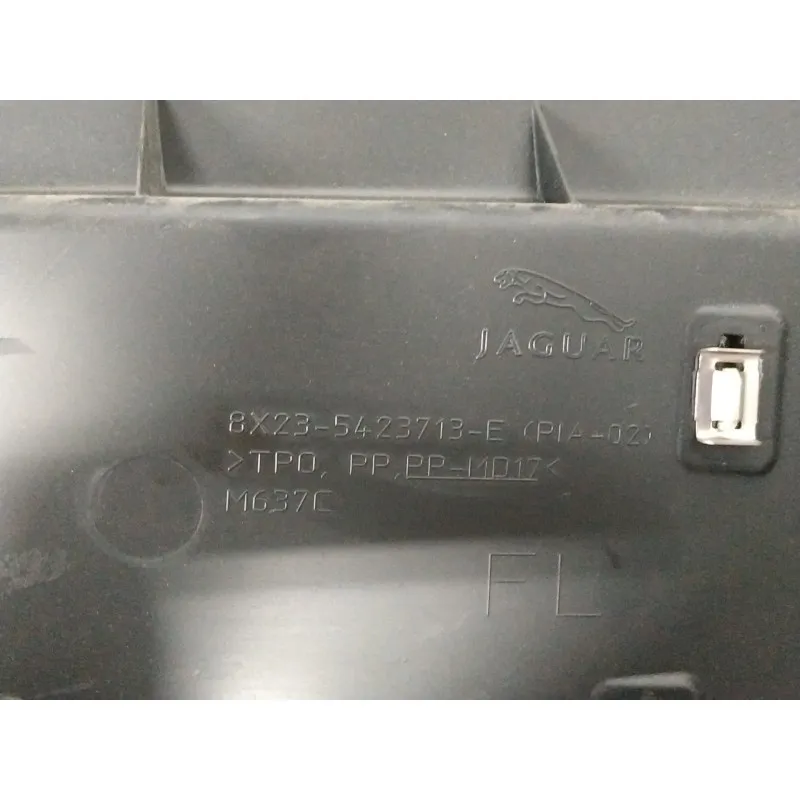 JAGUAR
8X23-5423713-E (PIA-02)
>TPO, PP, PP-MD17<
M637C
FL